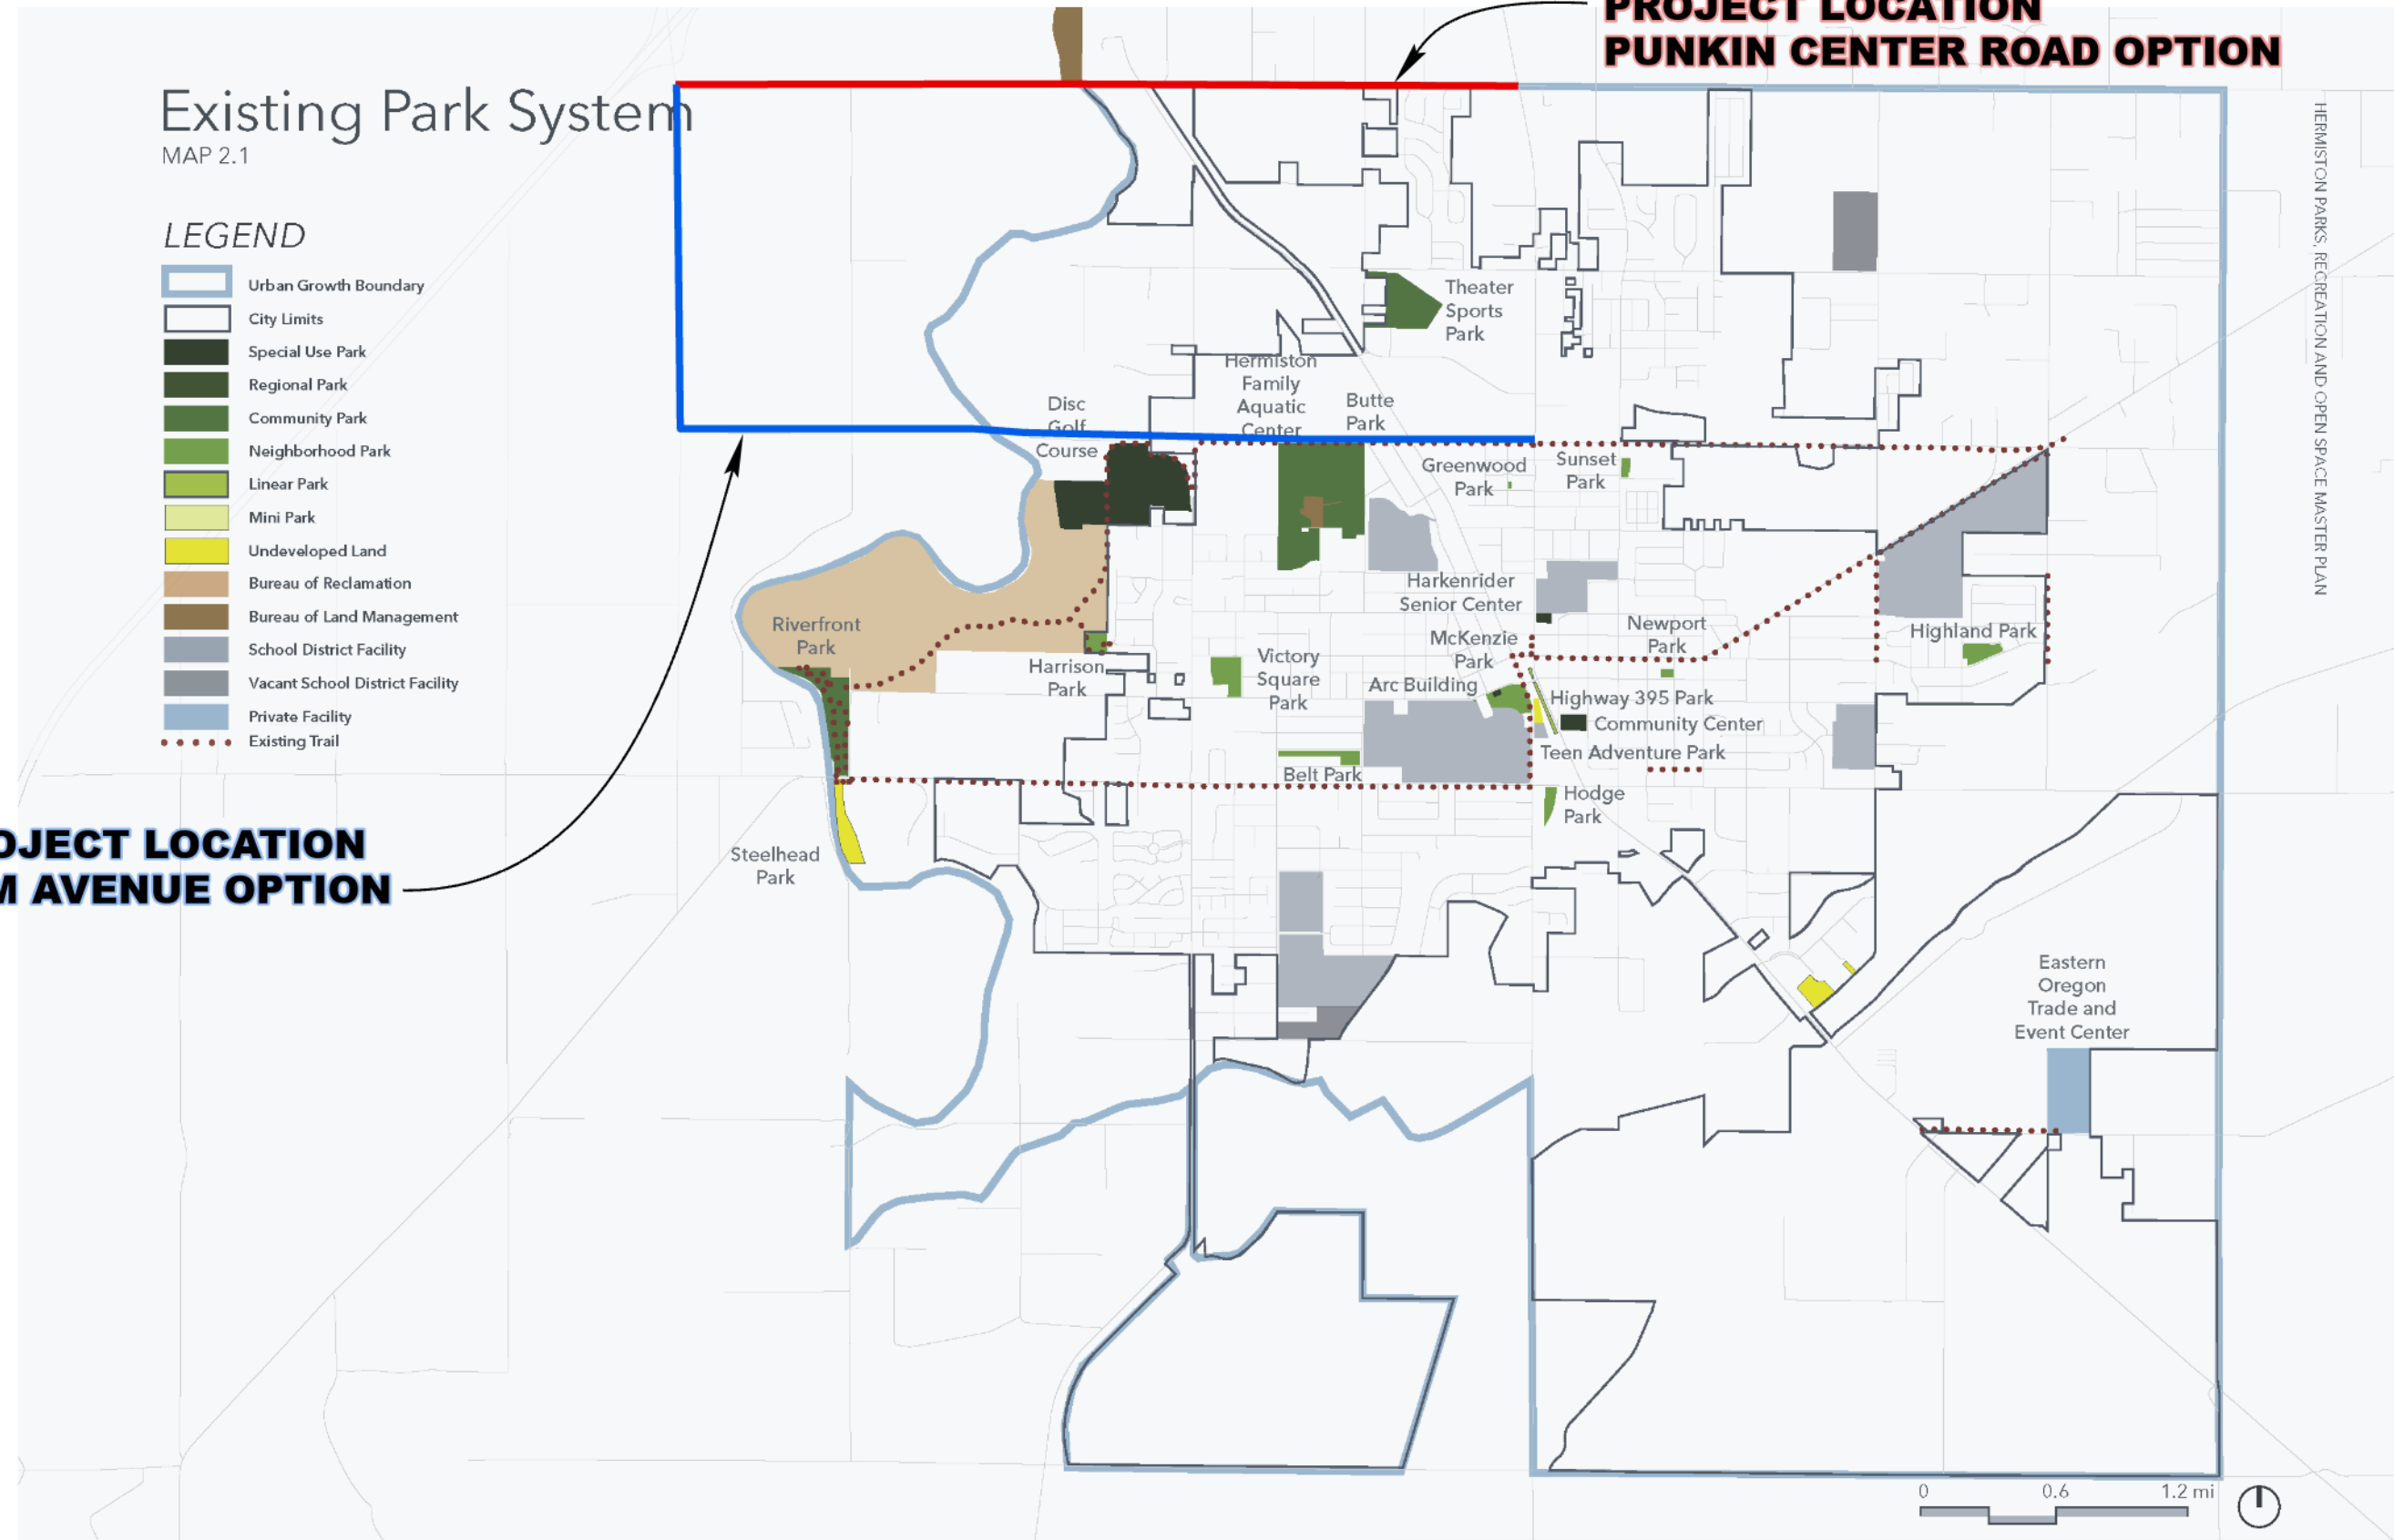 PROJECT LOCATION
PUNKIN CENTER ROAD OPTION
Existing Park System
MAP 2.1
LEGEND
Urban Growth Boundary
City Limits
Special Use Park
Regional Park
Community Park
Neighborhood Park
Linear Park
Mini Park
Undeveloped Land
Bureau of Reclamation
Bureau of Land Management
School District Facility
Vacant School District Facility
Private Facility
Existing Trail
HERMISTON PARKS, RECREATION AND OPEN SPACE MASTER PLAN
Theater
Sports
Park
Hermiston
Family
Aquatic
Center
Butte
Park
Disc
Golf
Course
Greenwood
Park
Sunset
Park
Harkenrider
Senior Center
McKenzie
Park
Newport
Park
Highland Park
Riverfront
Park
Harrison
Park
Victory
Square
Park
Arc Building
Highway 395 Park
Community Center
Teen Adventure Park
Belt Park
Hodge
Park
Steelhead
Park
OJECT LOCATION
M AVENUE OPTION
Eastern
Oregon
Trade and
Event Center
0 0.6 1.2 mi